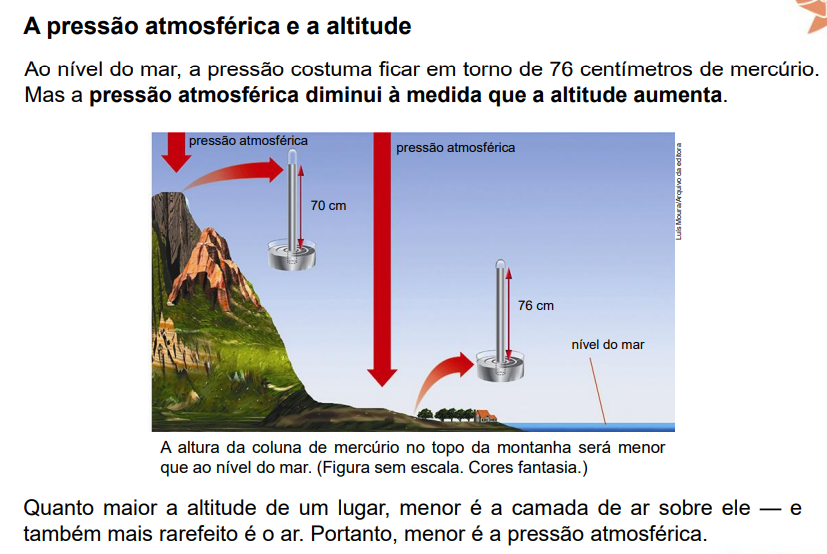 A pressão atmosférica e a altitude
Ao nível do mar, a pressão costuma ficar em torno de 76 centímetros de mercúrio.
Mas a pressão atmosférica diminui à medida que a altitude aumenta.
pressão atmosférica
pressão atmosférica
70 cm
76 cm
nível do mar
Luis Moura/Arquivo da editora
A altura da coluna de mercúrio no topo da montanha será menor
que ao nível do mar. (Figura sem escala. Cores fantasia.)
Quanto maior a altitude de um lugar, menor é a camada de ar sobre ele — e
também mais rarefeito é o ar. Portanto, menor é a pressão atmosférica.